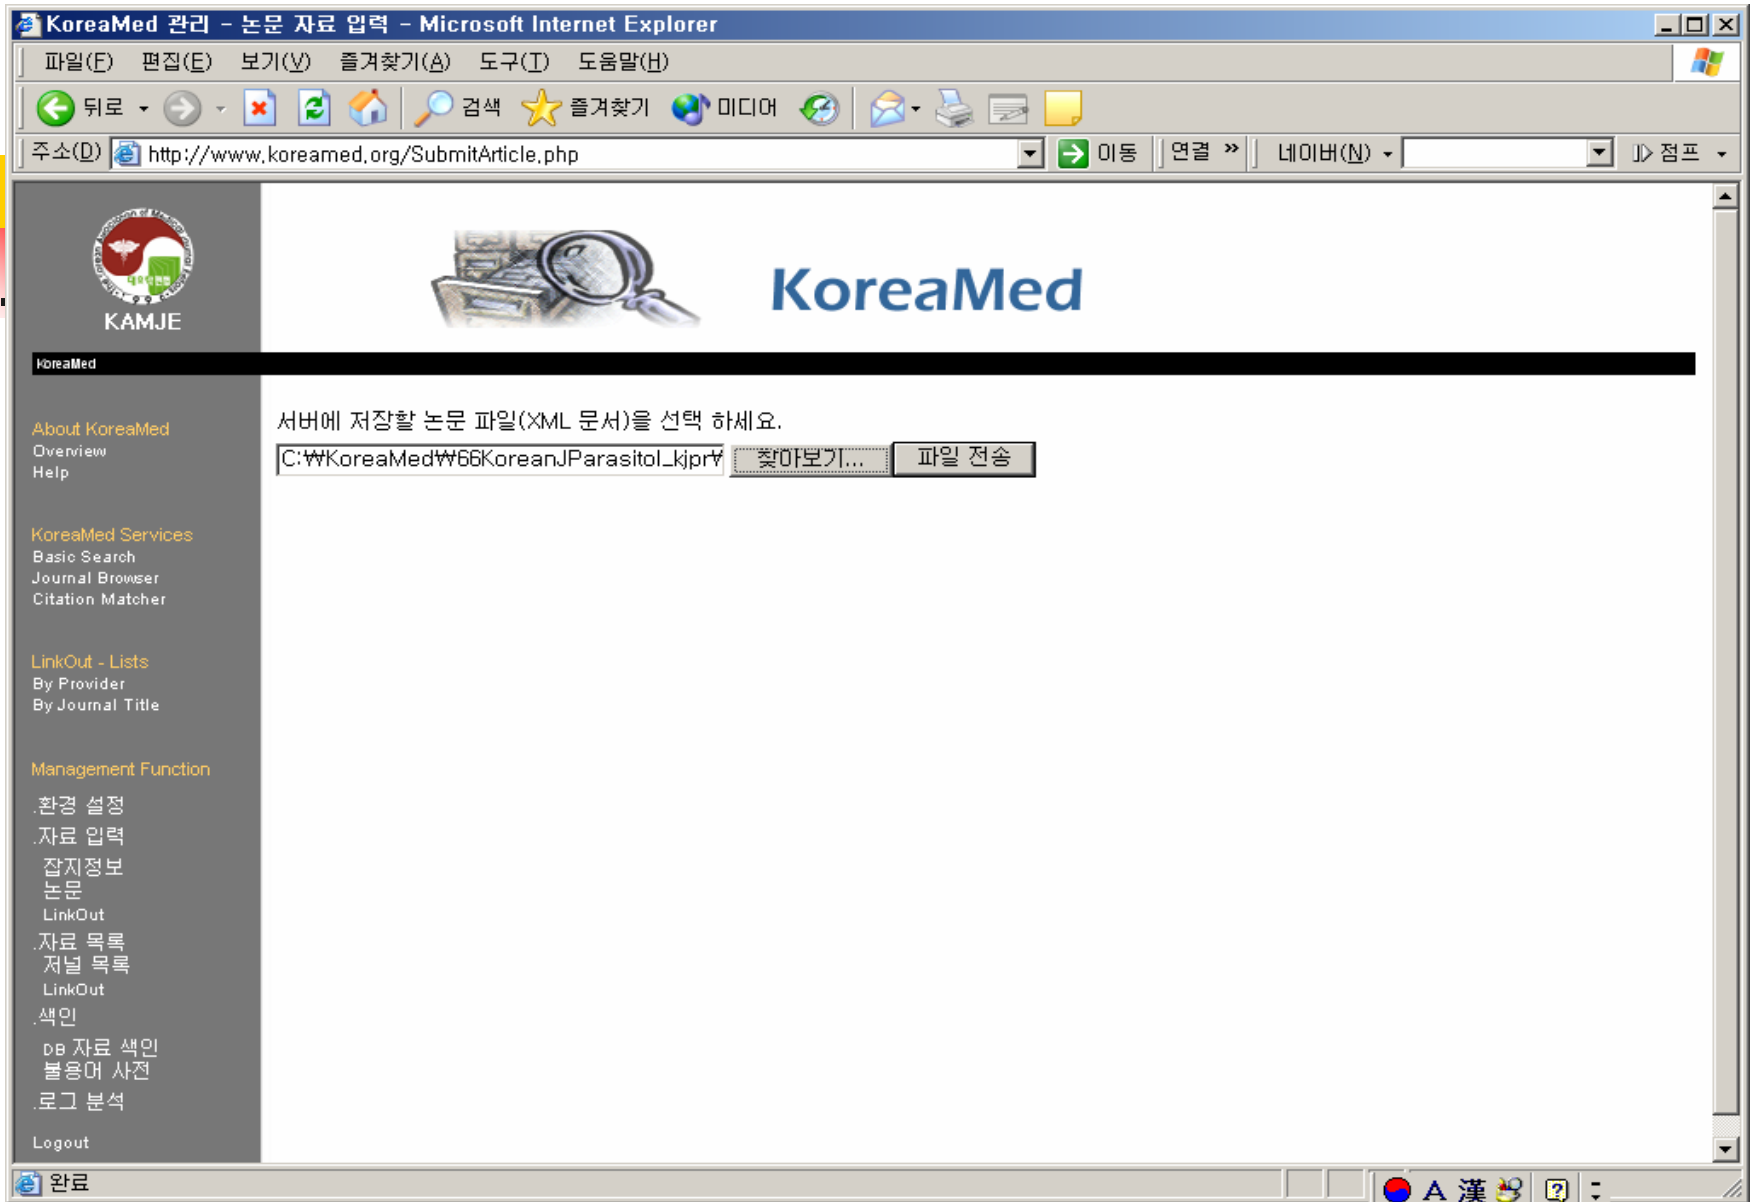 KoreaMed 관리 - 논문 자료 입력 - Microsoft Internet Explorer
파일(F) 편집(E) 보기(V) 즐겨찾기(A) 도구(T) 도움말(H)
뒤로 검색 즐겨찾기 미디어
주소(D) http://www.koreamed.org/SubmitArticle.php 이동 연결 » 네이버(N) 점프
KAMJE
KoreaMed
KoreaMed
About KoreaMed
Overview
Help
KoreaMed Services
Basic Search
Journal Browser
Citation Matcher
LinkOut - Lists
By Provider
By Journal Title
Management Function
.환경 설정
.자료 입력
잡지정보
논문
LinkOut
.자료 목록
저널 목록
LinkOut
.색인
DB 자료 색인
불용어 사전
.로그 분석
Logout
서버에 저장할 논문 파일(XML 문서)을 선택 하세요.
C:₩KoreaMed₩66KoreanJParasitol_kjpr₩ 찾아보기... 파일 전송
완료
A 漢